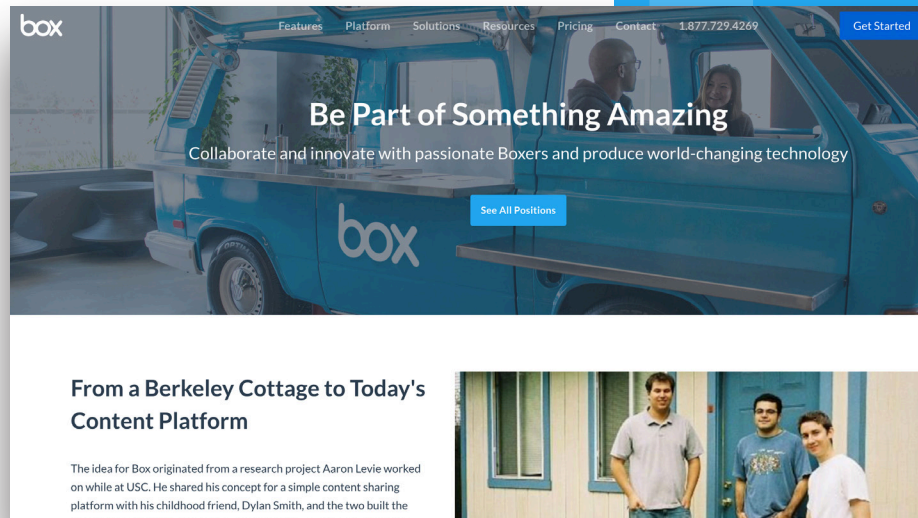 box
Features Platform Solutions Resources Pricing Contact 1.877.729.4269 Get Started
Be Part of Something Amazing
Collaborate and innovate with passionate Boxers and produce world-changing technology
See All Positions
box
From a Berkeley Cottage to Today's
Content Platform
The idea for Box originated from a research project Aaron Levie worked
on while at USC. He shared his concept for a simple content sharing
platform with his childhood friend, Dylan Smith, and the two built the